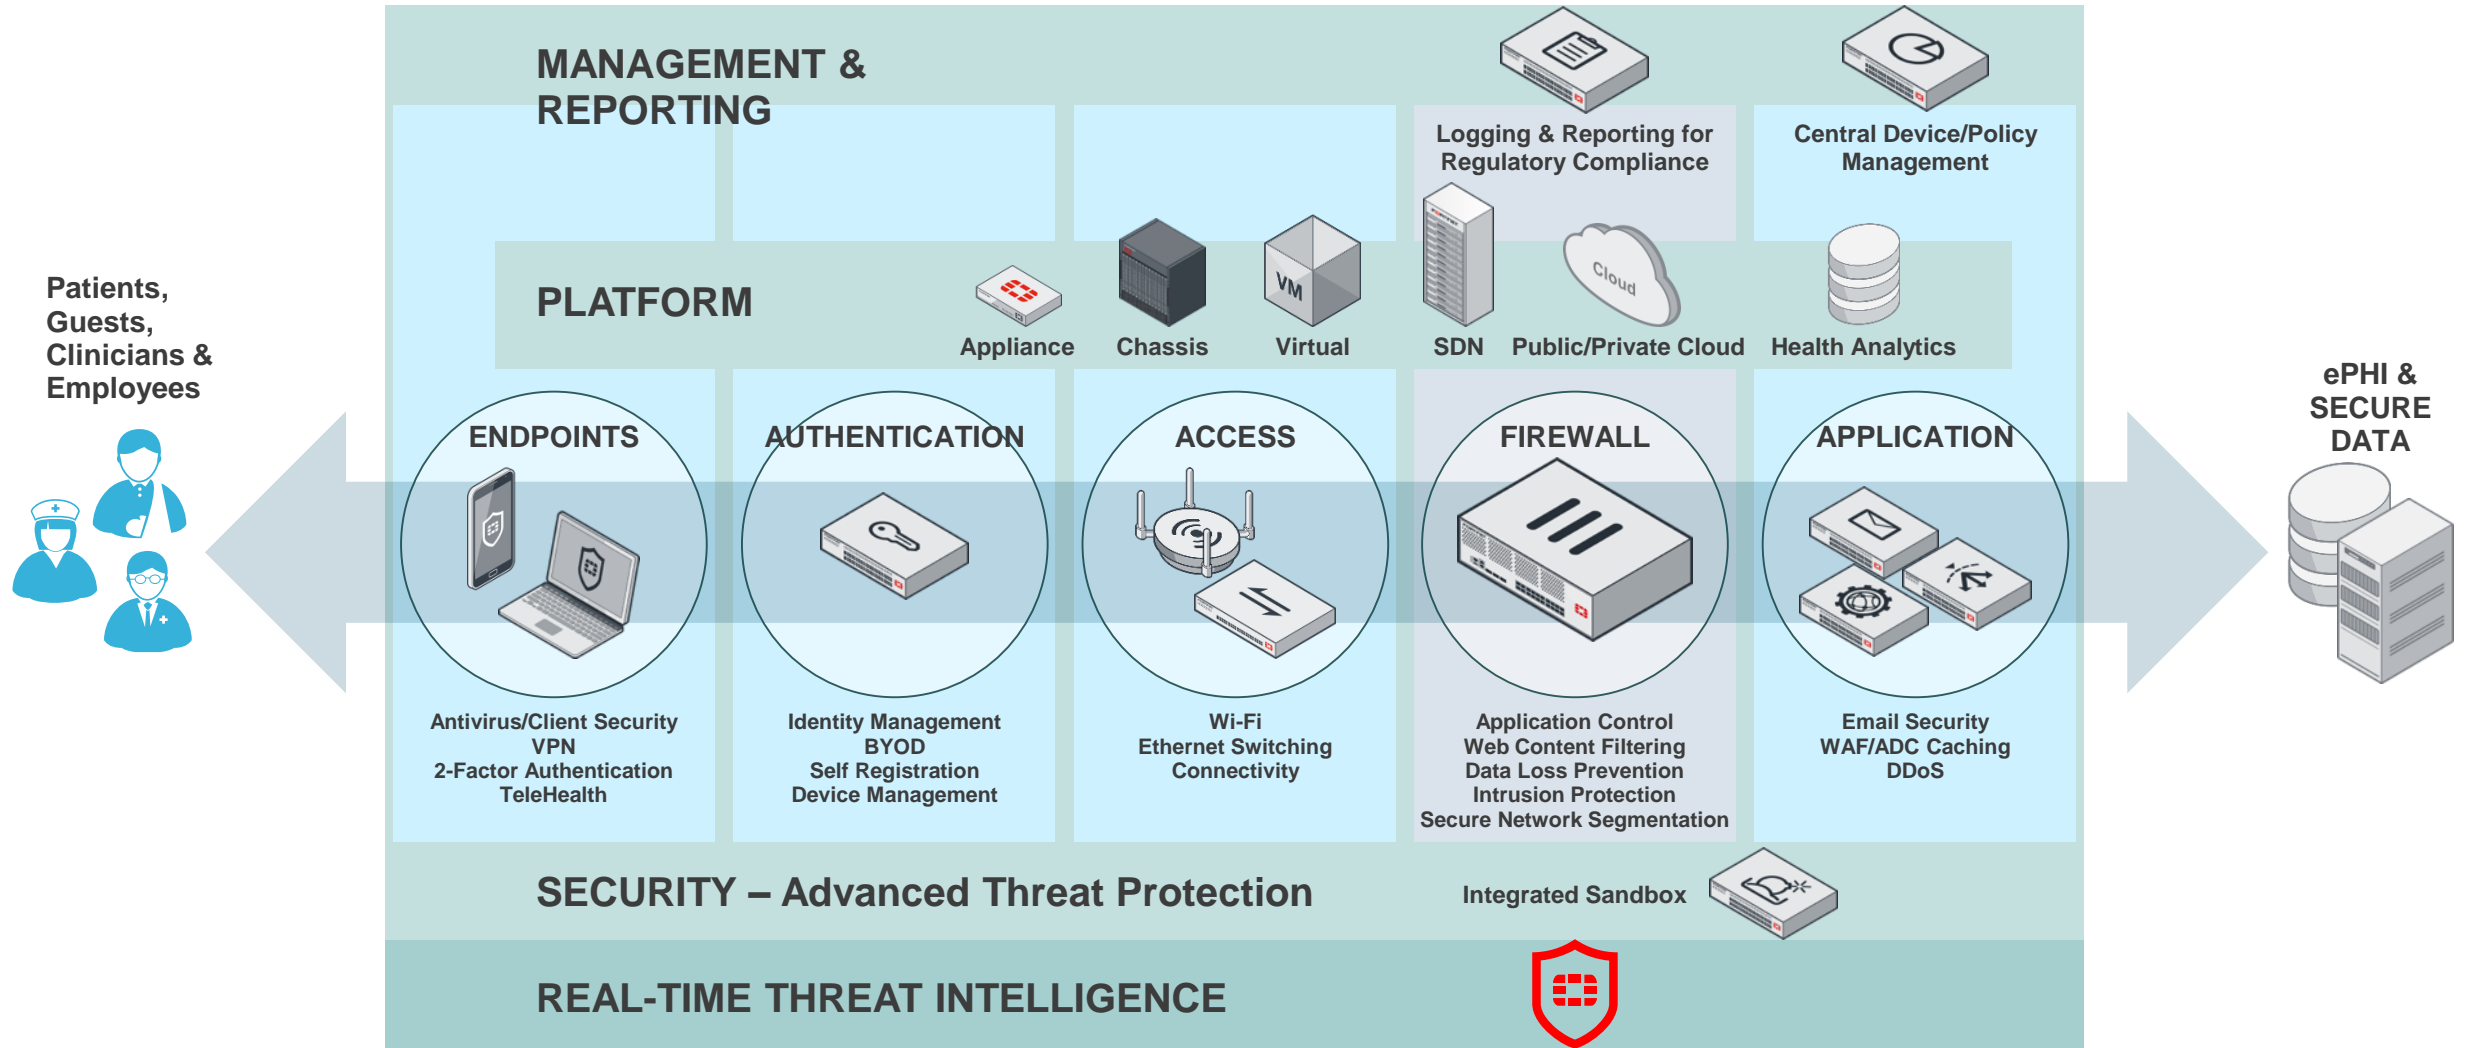 MANAGEMENT &
REPORTING
Logging & Reporting for
Regulatory Compliance
Central Device/Policy
Management
PLATFORM
VM
Cloud
Appliance
Chassis
Virtual
SDN
Public/Private Cloud
Health Analytics
Patients,
Guests,
Clinicians &
Employees
ePHI &
SECURE
DATA
ENDPOINTS
Antivirus/Client Security
VPN
2-Factor Authentication
TeleHealth
AUTHENTICATION
Identity Management
BYOD
Self Registration
Device Management
ACCESS
Wi-Fi
Ethernet Switching
Connectivity
FIREWALL
Application Control
Web Content Filtering
Data Loss Prevention
Intrusion Protection
Secure Network Segmentation
APPLICATION
Email Security
WAF/ADC Caching
DDoS
SECURITY – Advanced Threat Protection
Integrated Sandbox
REAL-TIME THREAT INTELLIGENCE